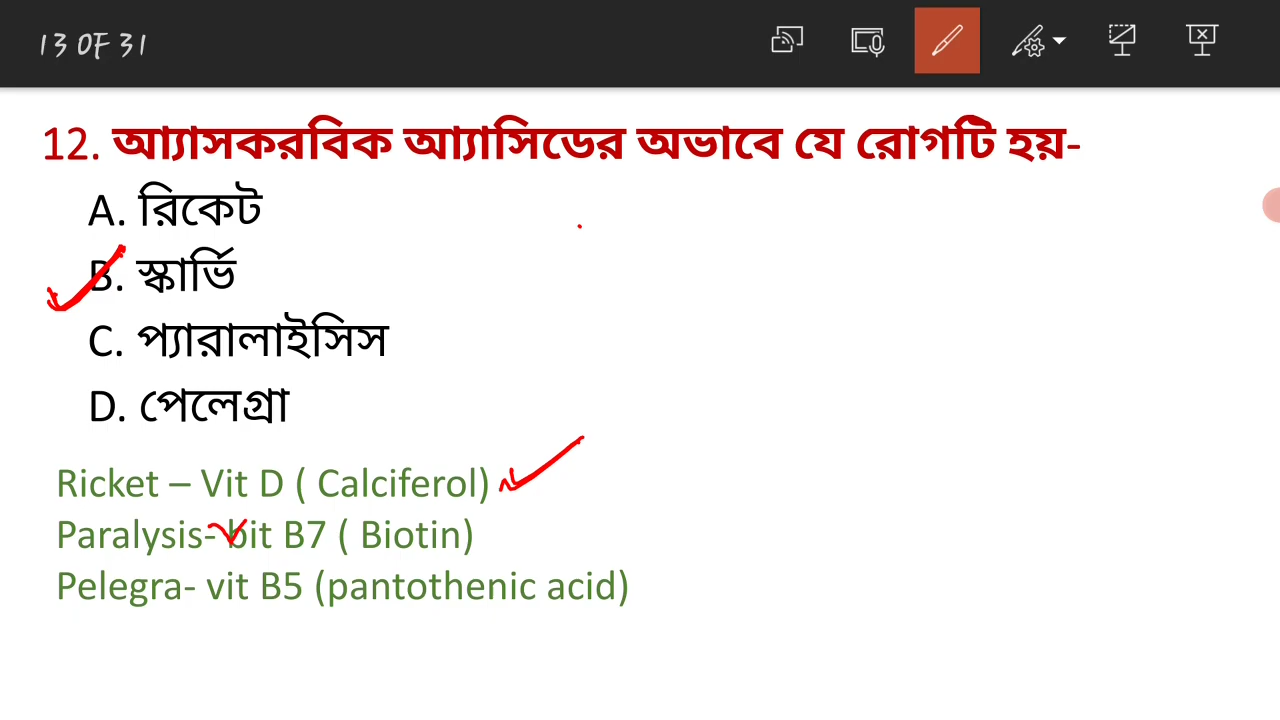 13 OF 31
12. আ্যাসকরবিক আ্যাসিডের অভাবে যে রোগটি হয়-
A. রিকেট
B. স্কার্ভি
C. প্যারালাইসিস
D. পেলেগ্রা
Ricket – Vit D ( Calciferol)
Paralysis- bit B7 ( Biotin)
Pelegra- vit B5 (pantothenic acid)